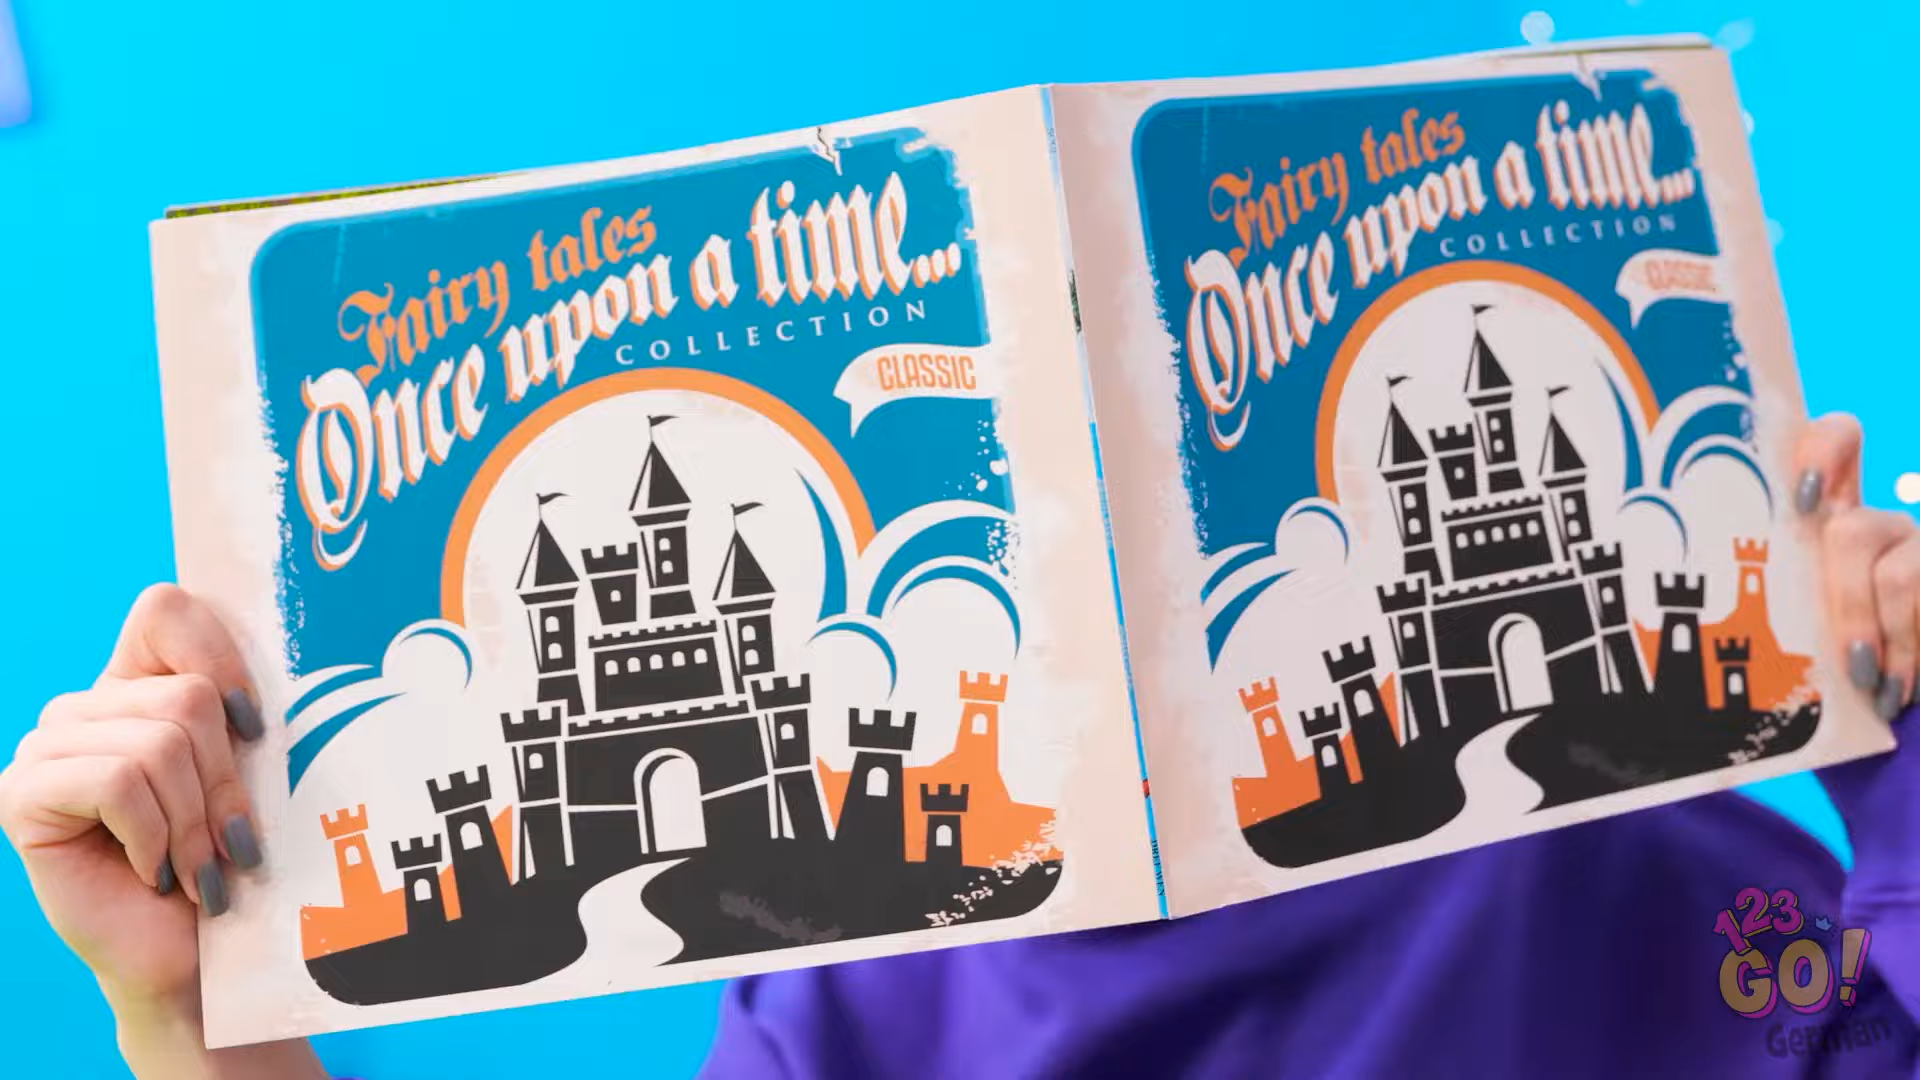 Fairy tales
Once upon a time...
COLLECTION
CLASSIC
Fairy tales
Once upon a time...
COLLECTION
CLASSIC
123
GO!
German